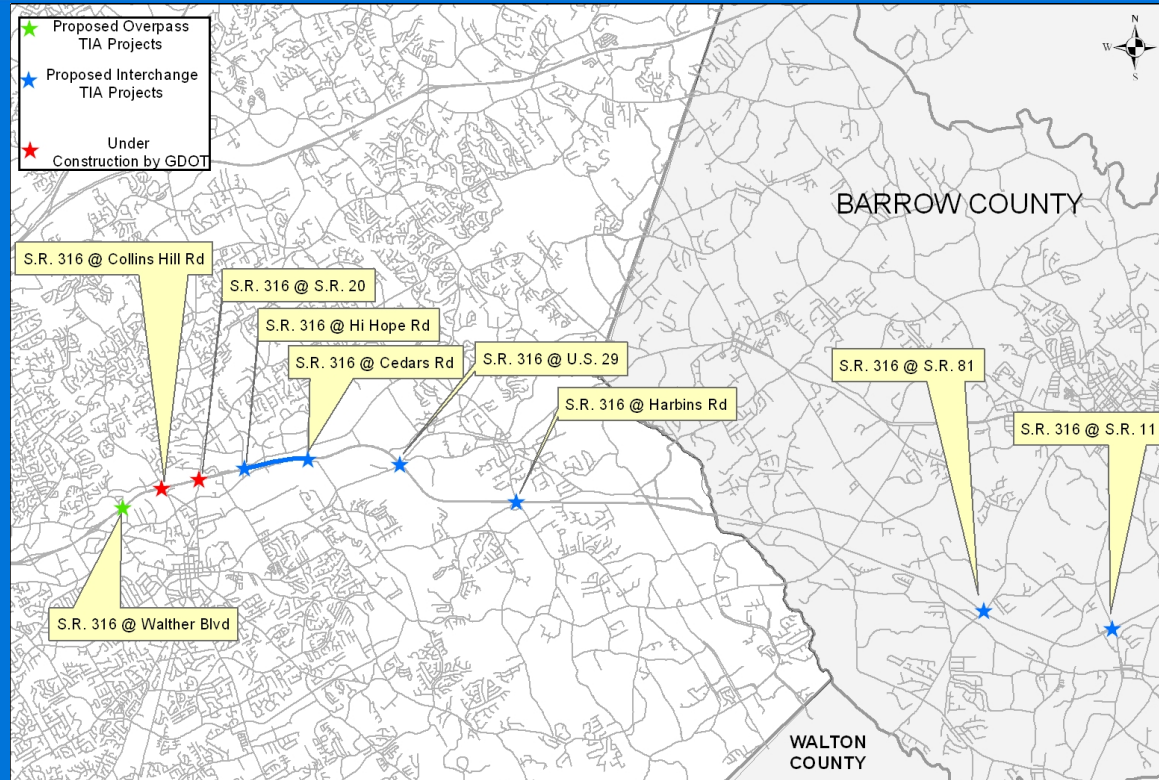 Proposed Overpass
TIA Projects
Proposed Interchange
TIA Projects
Under
Construction by GDOT
N
W
S
BARROW COUNTY
S.R. 316 @ Collins Hill Rd
S.R. 316 @ S.R. 20
S.R. 316 @ Hi Hope Rd
S.R. 316 @ Cedars Rd
S.R. 316 @ U.S. 29
S.R. 316 @ Harbins Rd
S.R. 316 @ S.R. 81
S.R. 316 @ S.R. 11
S.R. 316 @ Walther Blvd
WALTON
COUNTY